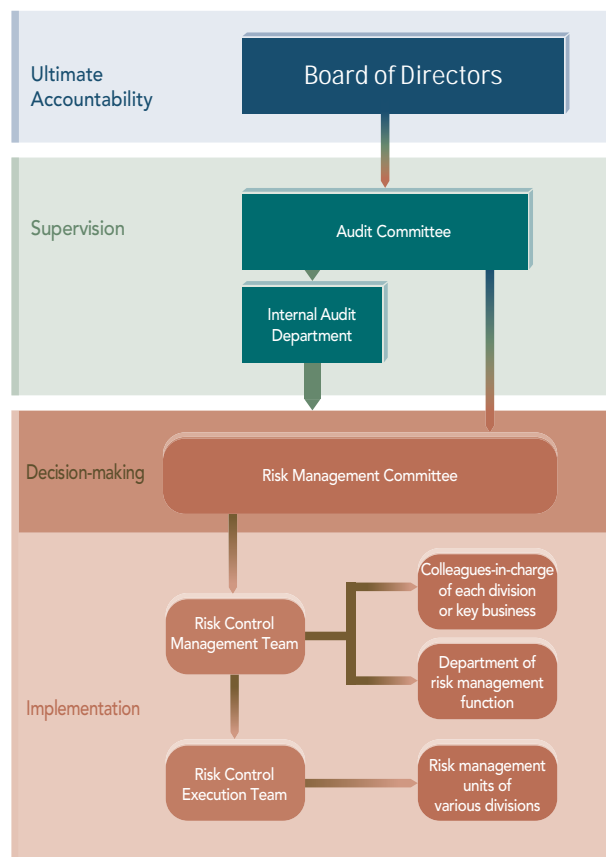 Ultimate
Accountability
Board of Directors
Supervision
Audit Committee
Internal Audit
Department
Decision-making
Risk Management Committee
Colleagues-in-charge
of each division
or key business
Risk Control
Management Team
Department of
risk management
function
Implementation
Risk Control
Execution Team
Risk management
units of
various divisions